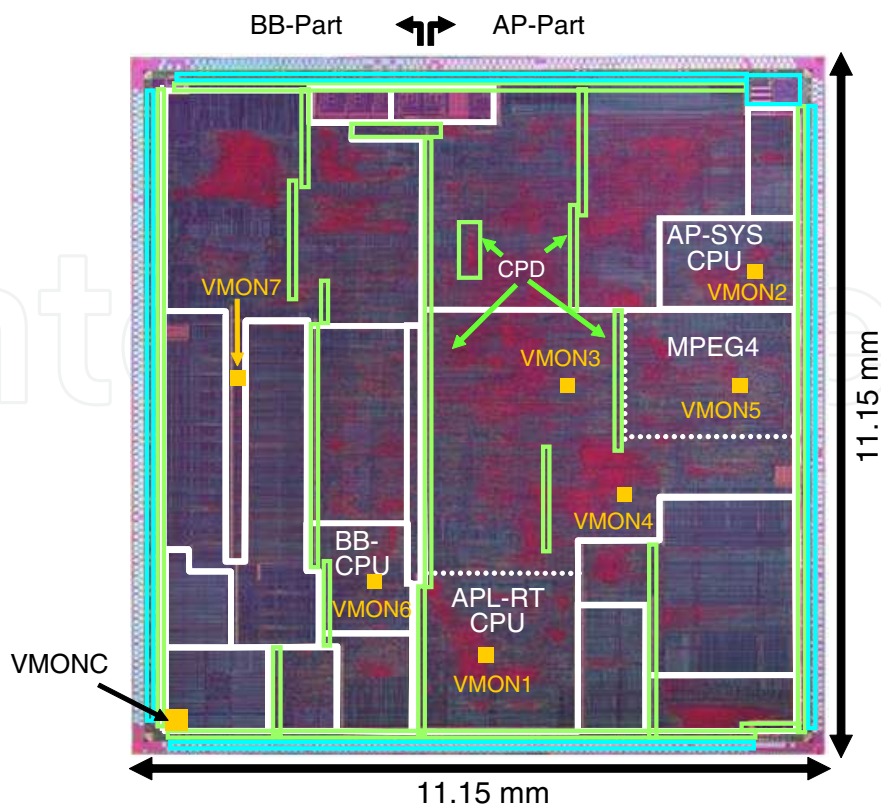 BB-Part
AP-Part
AP-SYS
CPU
CPD
VMON7
VMON2
MPEG4
VMON3
VMON5
11.15 mm
VMON4
BB-
CPU
APL-RT
CPU
VMON6
VMONC
VMON1
11.15 mm